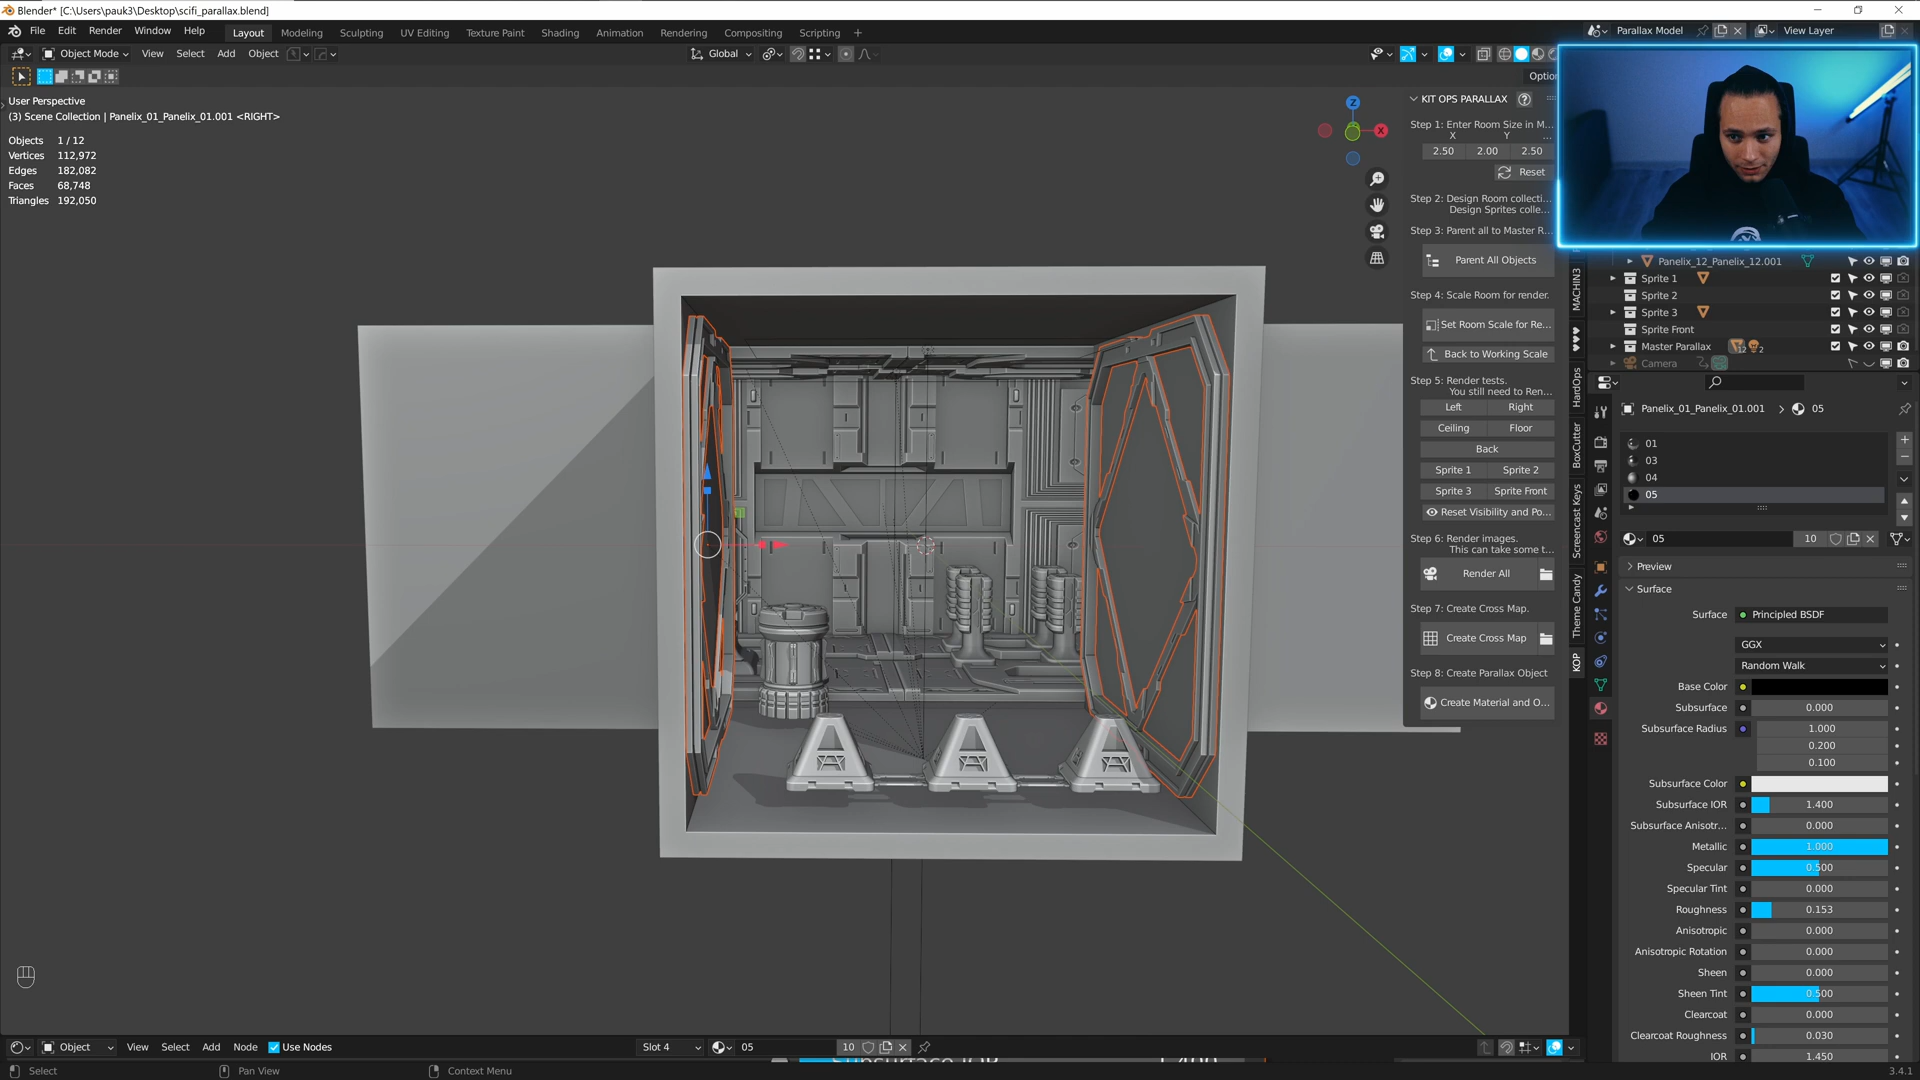 Blender* [C:\Users\pauk3\Desktop\scifi_parallax.blend]
File Edit Render Window Help Layout Modeling Sculpting UV Editing Texture Paint Shading Animation Rendering Compositing Scripting + Parallax Model View Layer
Object Mode View Select Add Object Global
Optio
User Perspective
(3) Scene Collection | Panelix_01_Panelix_01.001 <RIGHT>
Objects 1 / 12
Vertices 112,972
Edges 182,082
Faces 68,748
Triangles 192,050
Z
X
KIT OPS PARALLAX
Step 1: Enter Room Size in M...
X Y ...
2.50 2.00 2.50
Reset
Step 2: Design Room collecti...
Design Sprites colle...
Step 3: Parent all to Master R...
Parent All Objects
Step 4: Scale Room for render.
Set Room Scale for Re...
Back to Working Scale
Step 5: Render tests.
You still need to Ren...
Left Right
Ceiling Floor
Back
Sprite 1 Sprite 2
Sprite 3 Sprite Front
Reset Visibility and Po...
Step 6: Render images.
This can take some t...
Render All
Step 7: Create Cross Map.
Create Cross Map
Step 8: Create Parallax Object
Create Material and O...
MACHIN3
HardOps
BoxCutter
Screencast Keys
Theme Candy
KOP
Panelix_12_Panelix_12.001
Sprite 1
Sprite 2
Sprite 3
Sprite Front
Master Parallax 12 2
Camera
Panelix_01_Panelix_01.001 > 05
01
03
04
05
05 10
Preview
Surface
Surface Principled BSDF
GGX
Random Walk
Base Color
Subsurface 0.000
Subsurface Radius 1.000
0.200
0.100
Subsurface Color
Subsurface IOR 1.400
Subsurface Anisotr... 0.000
Metallic 1.000
Specular 0.500
Specular Tint 0.000
Roughness 0.153
Anisotropic 0.000
Anisotropic Rotation 0.000
Sheen 0.000
Sheen Tint 0.500
Clearcoat 0.000
Clearcoat Roughness 0.030
IOR 1.450
Object View Select Add Node Use Nodes Slot 4 05 10
Select Pan View Context Menu 3.4.1